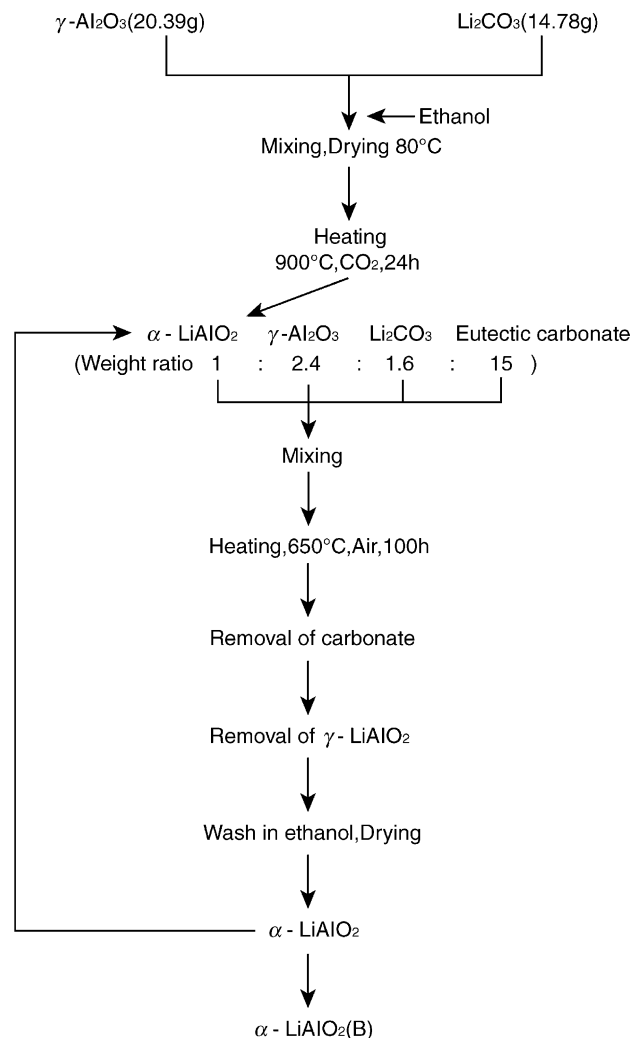 γ-Al₂O₃(20.39g) Li₂CO₃(14.78g)
Ethanol
Mixing,Drying 80°C
Heating
900°C,CO₂,24h
α - LiAlO₂ γ-Al₂O₃ Li₂CO₃ Eutectic carbonate
(Weight ratio 1 : 2.4 : 1.6 : 15 )
Mixing
Heating,650°C,Air,100h
Removal of carbonate
Removal of γ - LiAlO₂
Wash in ethanol,Drying
α - LiAlO₂
α - LiAlO₂(B)